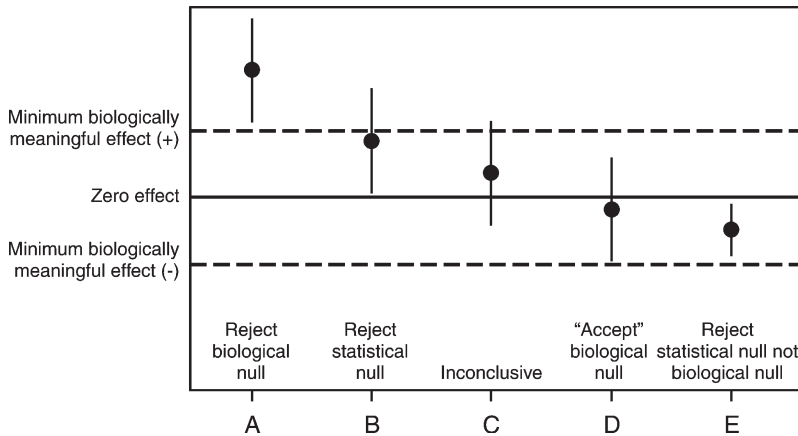 Minimum biologically
meaningful effect (+)
Zero effect
Minimum biologically
meaningful effect (-)
Reject
biological
null
Reject
statistical
null
Inconclusive
“Accept”
biological
null
Reject
statistical null not
biological null
A
B
C
D
E